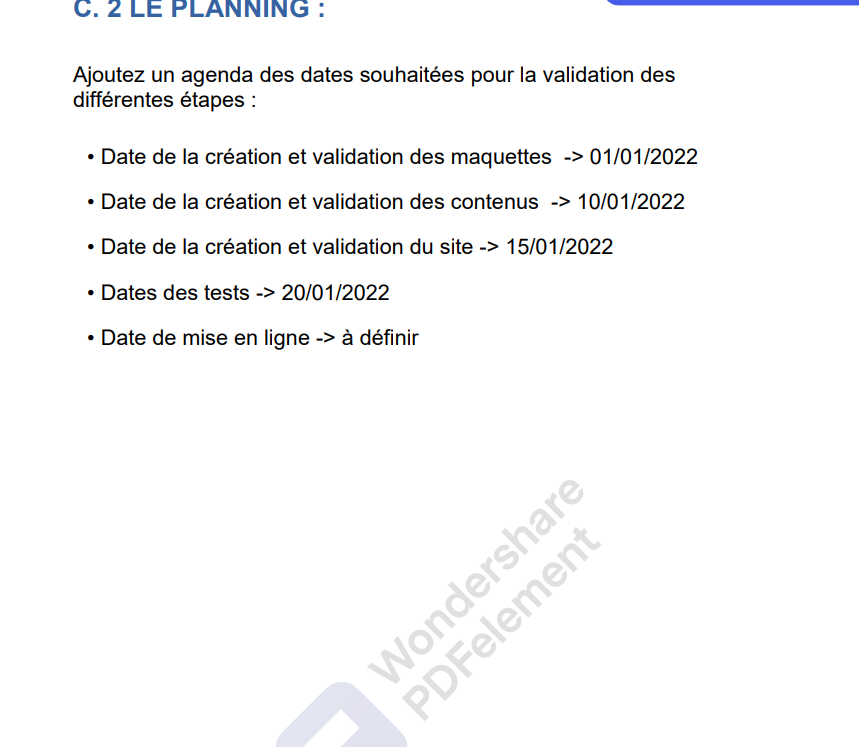 C. 2 LE PLANNING :
Ajoutez un agenda des dates souhaitées pour la validation des
différentes étapes :
• Date de la création et validation des maquettes -> 01/01/2022
• Date de la création et validation des contenus -> 10/01/2022
• Date de la création et validation du site -> 15/01/2022
• Dates des tests -> 20/01/2022
• Date de mise en ligne -> à définir
Wondershare
PDFelement